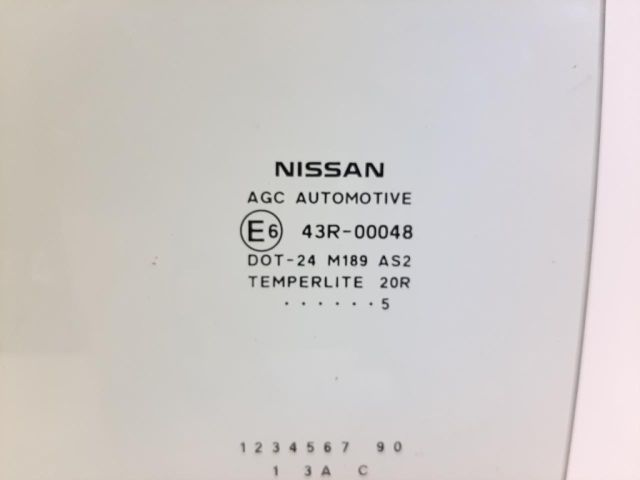 NISSAN
AGC AUTOMOTIVE
E6 43R-00048
DOT-24 M189 AS2
TEMPERLITE 20R
······5
1 2 3 4 5 6 7 9 0
1 3 A C